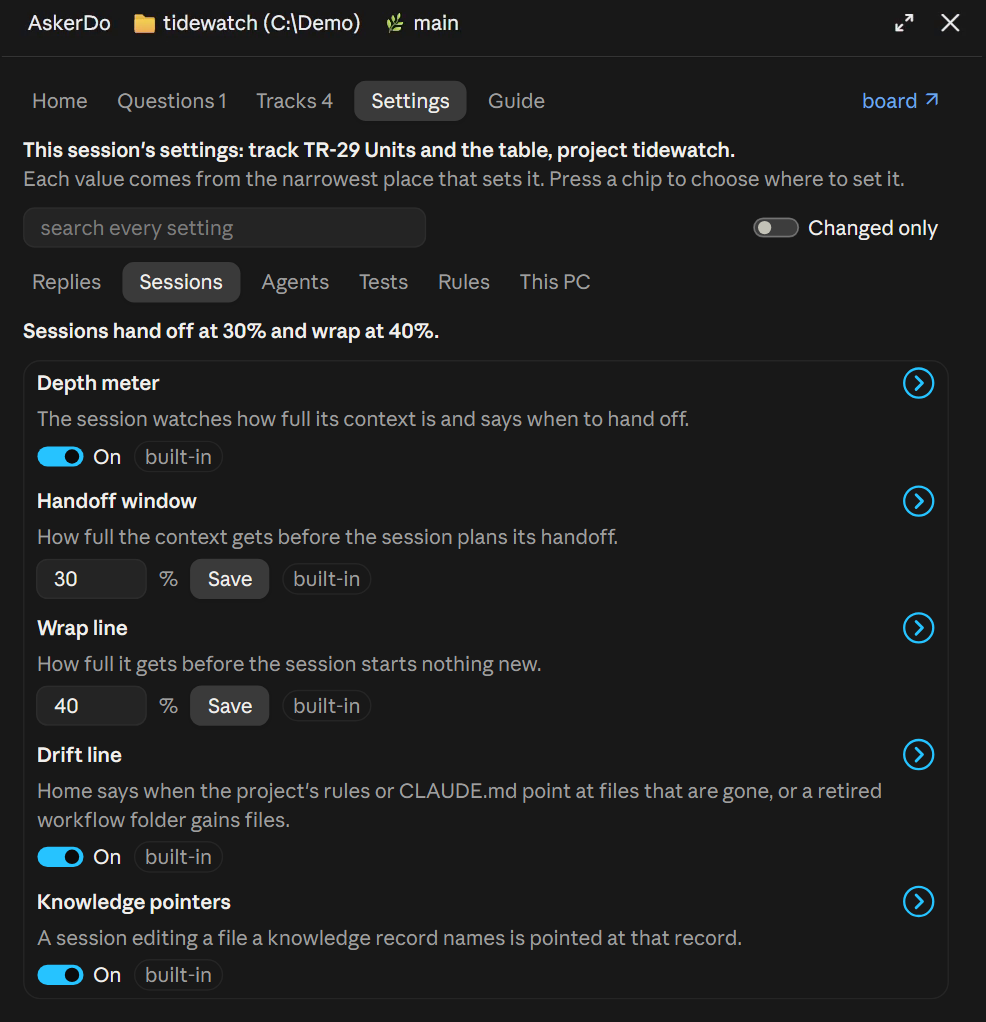 AskerDo tidewatch (C:\Demo) main
Home Questions 1 Tracks 4 Settings Guide board ↗
This session's settings: track TR-29 Units and the table, project tidewatch.
Each value comes from the narrowest place that sets it. Press a chip to choose where to set it.
search every setting Changed only
Replies Sessions Agents Tests Rules This PC
Sessions hand off at 30% and wrap at 40%.
Depth meter
The session watches how full its context is and says when to hand off.
On built-in
Handoff window
How full the context gets before the session plans its handoff.
30 % Save built-in
Wrap line
How full it gets before the session starts nothing new.
40 % Save built-in
Drift line
Home says when the project's rules or CLAUDE.md point at files that are gone, or a retired
workflow folder gains files.
On built-in
Knowledge pointers
A session editing a file a knowledge record names is pointed at that record.
On built-in